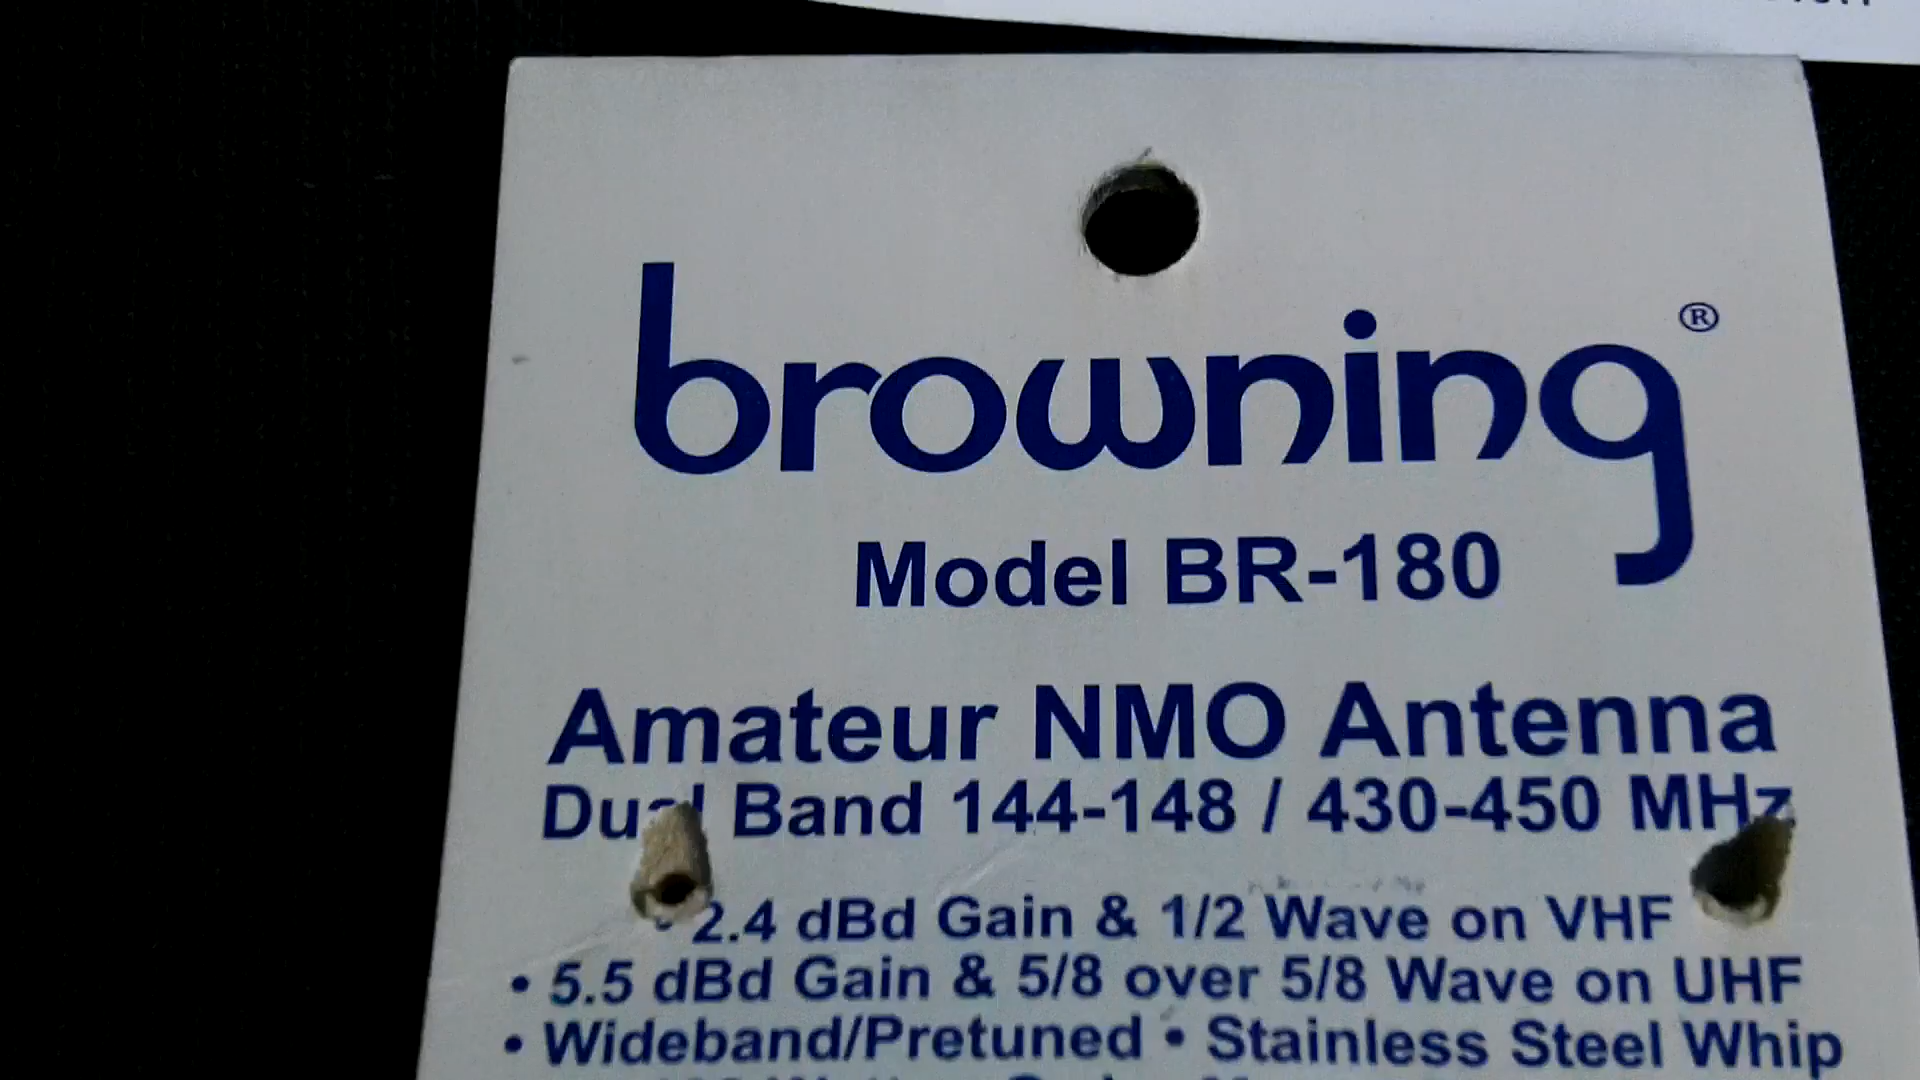 browning®
Model BR-180
Amateur NMO Antenna
Dual Band 144-148 / 430-450 MHz
• 2.4 dBd Gain & 1/2 Wave on VHF
• 5.5 dBd Gain & 5/8 over 5/8 Wave on UHF
• Wideband/Pretuned • Stainless Steel Whip